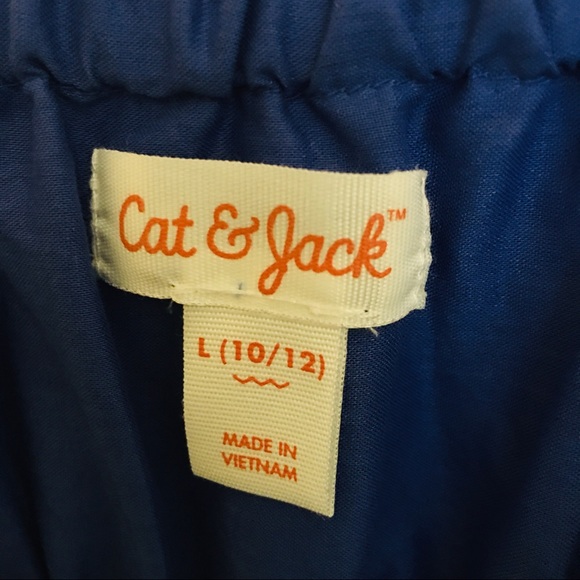 Cat & Jack™
L (10/12)
MADE IN
VIETNAM